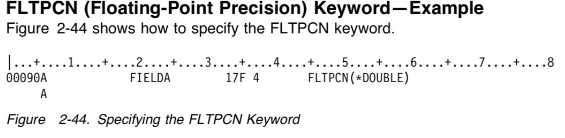 FLTPCN (Floating-Point Precision) Keyword—Example
Figure 2-44 shows how to specify the FLTPCN keyword.
|...+....1....+....2....+....3....+....4....+....5....+....6....+....7....+....8
00090A            FIELDA        17F 4       FLTPCN(*DOUBLE)
     A
Figure 2-44. Specifying the FLTPCN Keyword